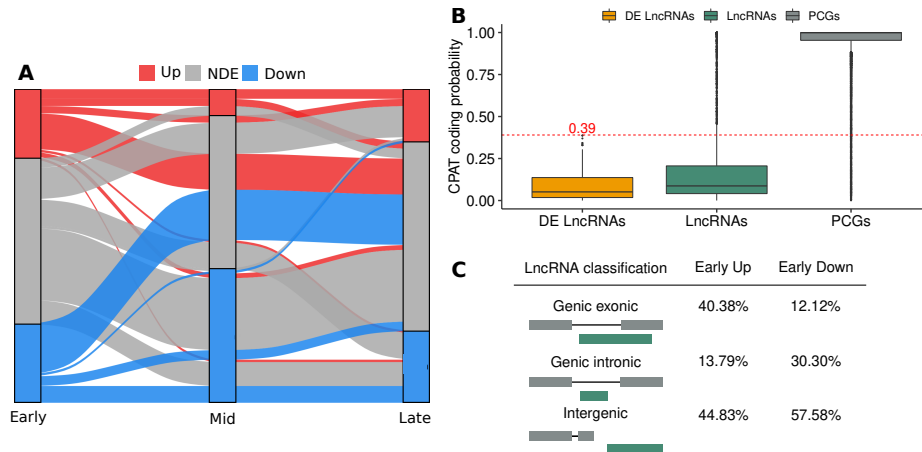 A
Up NDE Down
Early Mid Late
B
DE LncRNAs LncRNAs PCGs
CPAT coding probability
1.00
0.75
0.50
0.25
0.00
0.39
DE LncRNAs LncRNAs PCGs
C
LncRNA classification Early Up Early Down
Genic exonic 40.38% 12.12%
Genic intronic 13.79% 30.30%
Intergenic 44.83% 57.58%